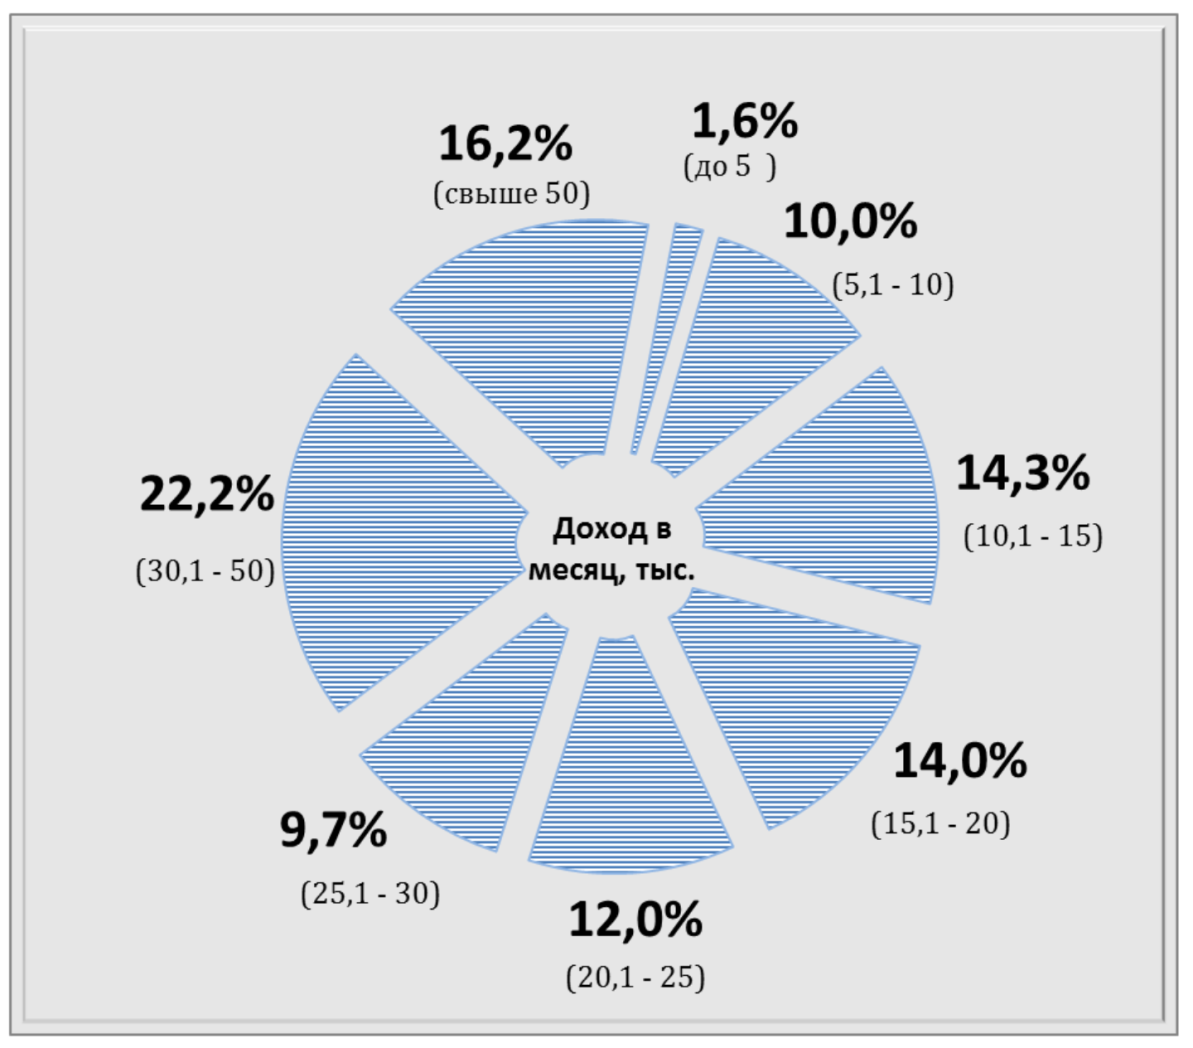 16,2%
(свыше 50)
1,6%
(до 5 )
10,0%
(5,1 - 10)
14,3%
(10,1 - 15)
14,0%
(15,1 - 20)
12,0%
(20,1 - 25)
9,7%
(25,1 - 30)
22,2%
(30,1 - 50)
Доход в
месяц, тыс.